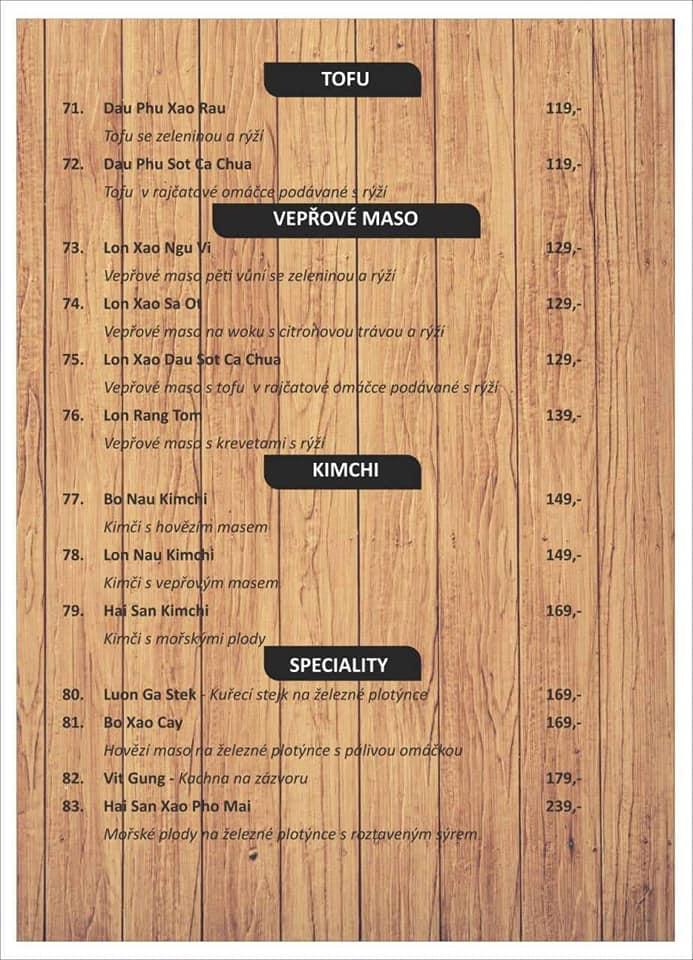 TOFU
71. Dau Phu Xao Rau 119,-
Tofu se zeleninou a rýží
72. Dau Phu Sot Ca Chua 119,-
Tofu v rajčatové omáčce podávané s rýží
VEPŘOVÉ MASO
73. Lon Xao Ngu Vi 129,-
Vepřové maso pěti vůní se zeleninou a rýží
74. Lon Xao Sa Ot 129,-
Vepřové maso na woku s citronovou trávou a rýží
75. Lon Xao Dau Sot Ca Chua 129,-
Vepřové maso s tofu v rajčatové omáčce podávané s rýží
76. Lon Rang Tom 139,-
Vepřové maso s krevetami s rýží
KIMCHI
77. Bo Nau Kimchi 149,-
Kimči s hovězím masem
78. Lon Nau Kimchi 149,-
Kimči s vepřovým masem
79. Hai San Kimchi 169,-
Kimči s mořskými plody
SPECIALITY
80. Luon Ga Stek - Kuřecí stejk na železné plotýnce 169,-
81. Bo Xao Cay 169,-
Hovězí maso na železné plotýnce s pálivou omáčkou
82. Vit Gung - Kachna na zázvoru 179,-
83. Hai San Xao Pho Mai 239,-
Mořské plody na železné plotýnce s roztaveným sýrem